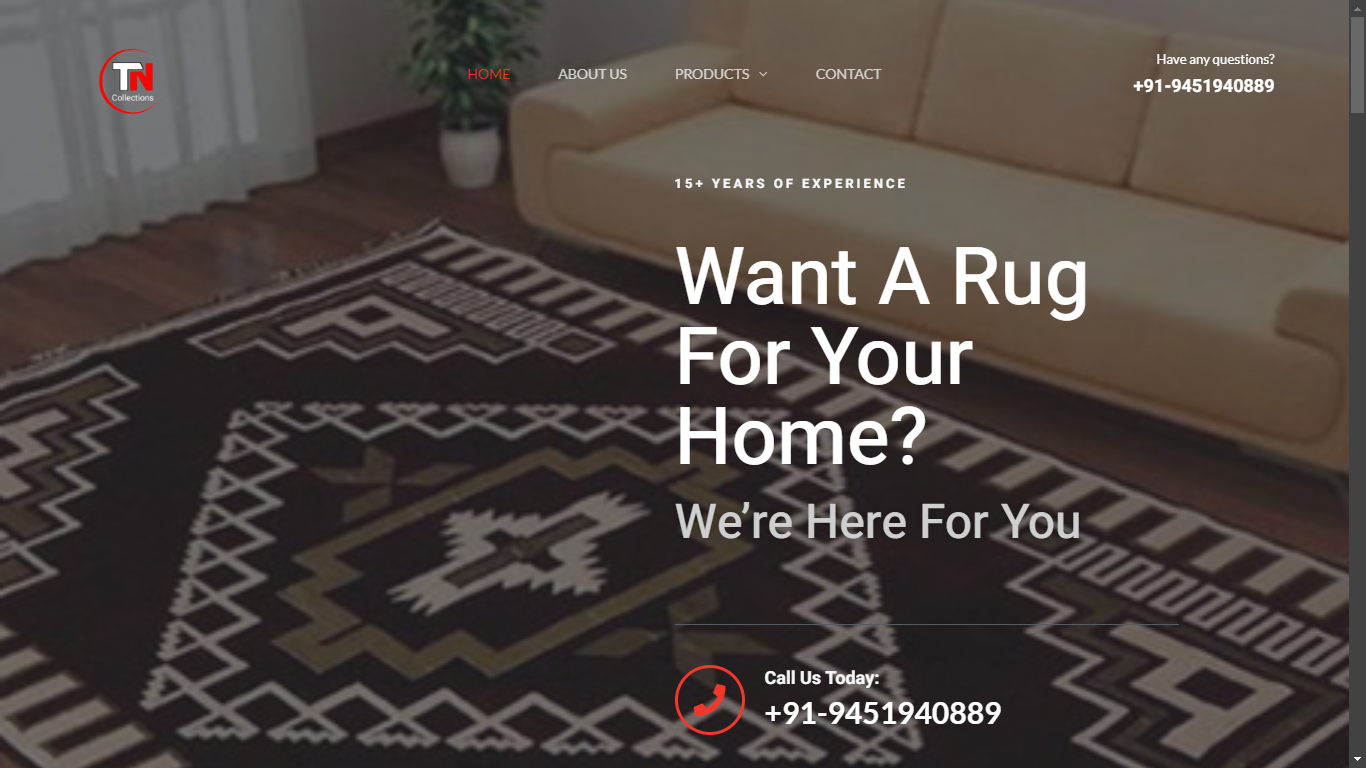 TN
Collections
HOME
ABOUT US
PRODUCTS
CONTACT
Have any questions?
+91-9451940889
15+ YEARS OF EXPERIENCE
Want A Rug
For Your
Home?
We’re Here For You
Call Us Today:
+91-9451940889